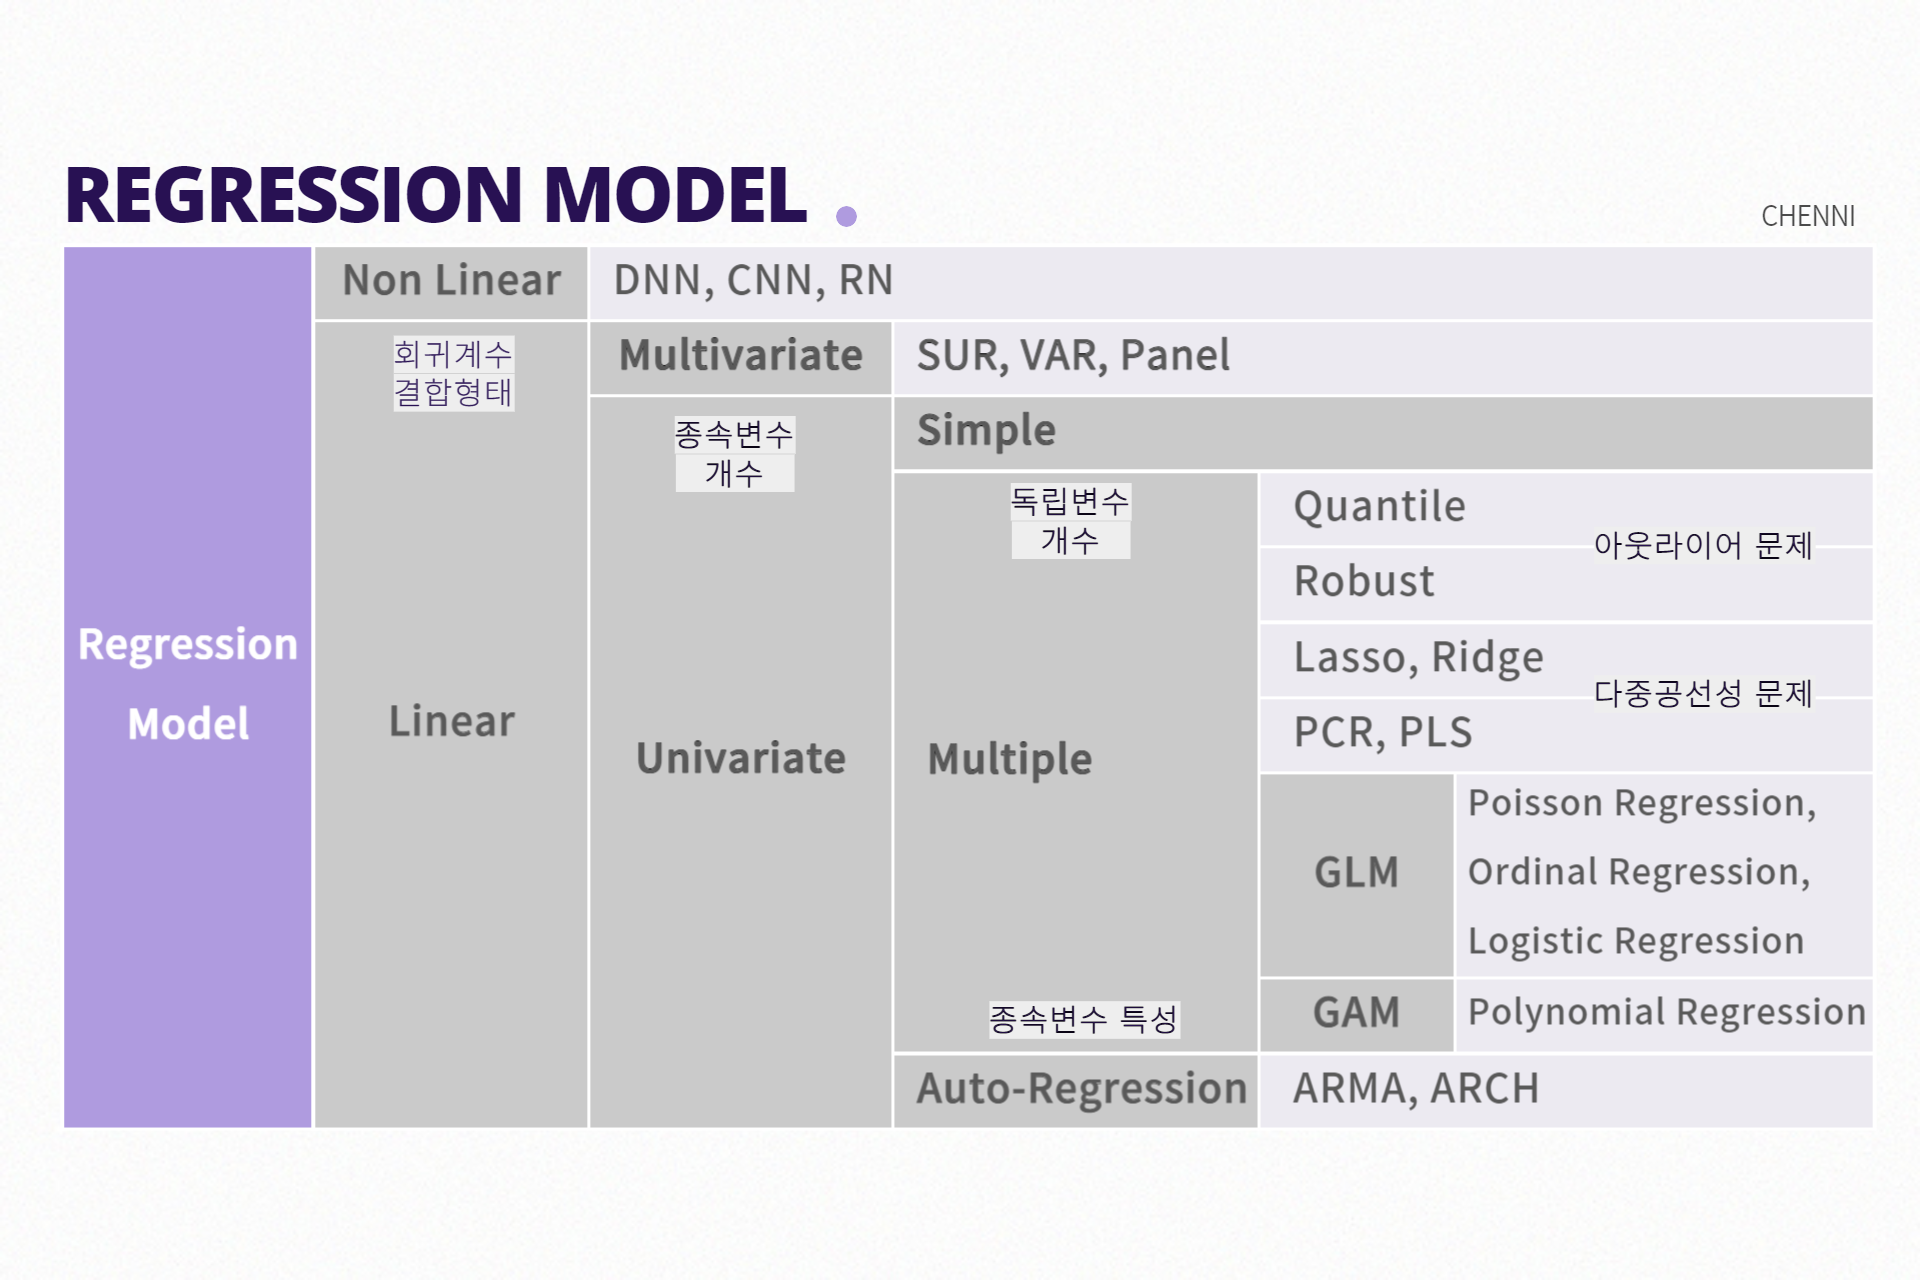 REGRESSION MODEL .
CHENNI
Regression
Model
Non Linear
DNN, CNN, RN
회귀계수
결합형태
Linear
Multivariate
SUR, VAR, Panel
종속변수
개수
Univariate
Simple
독립변수
개수
Multiple
종속변수 특성
Quantile
아웃라이어 문제
Robust
Lasso, Ridge
다중공선성 문제
PCR, PLS
GLM
Poisson Regression,
Ordinal Regression,
Logistic Regression
GAM
Polynomial Regression
Auto-Regression
ARMA, ARCH